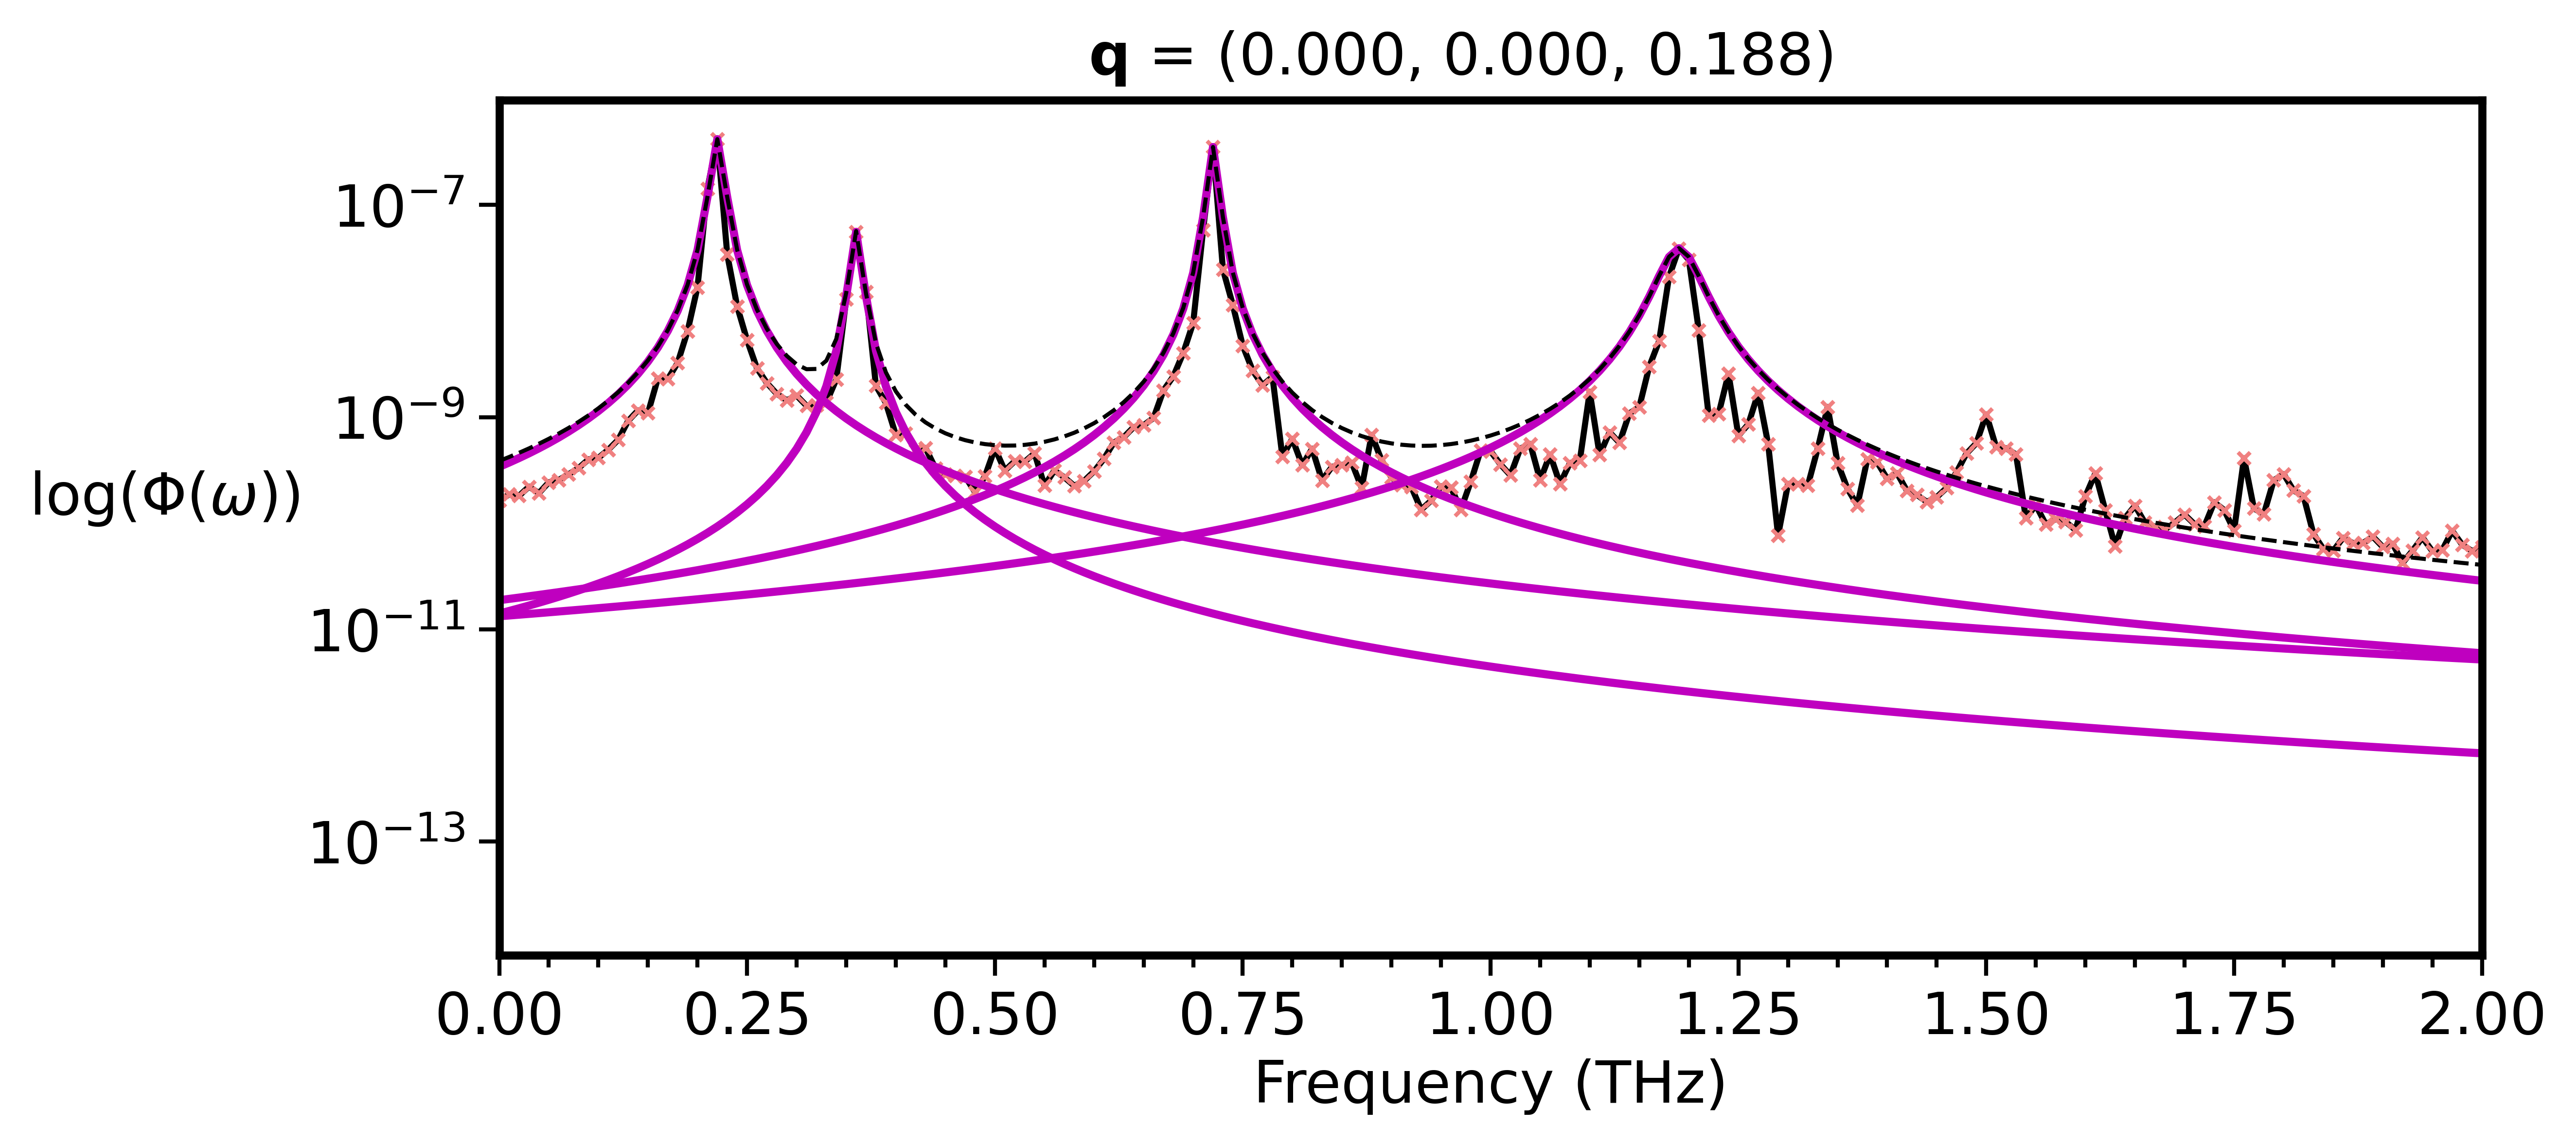 q = (0.000, 0.000, 0.188)
log(Φ(ω))
10⁻⁷
10⁻⁹
10⁻¹¹
10⁻¹³
0.00 0.25 0.50 0.75 1.00 1.25 1.50 1.75 2.00
Frequency (THz)